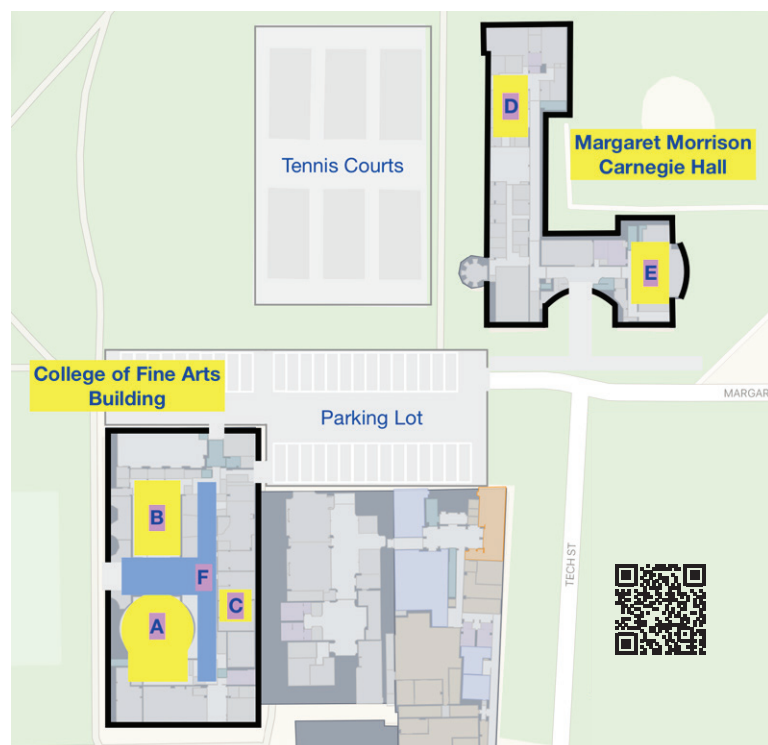 D
Tennis Courts
Margaret Morrison
Carnegie Hall
E
College of Fine Arts
Building
MARGAR
Parking Lot
B
F
TECH ST
C
A